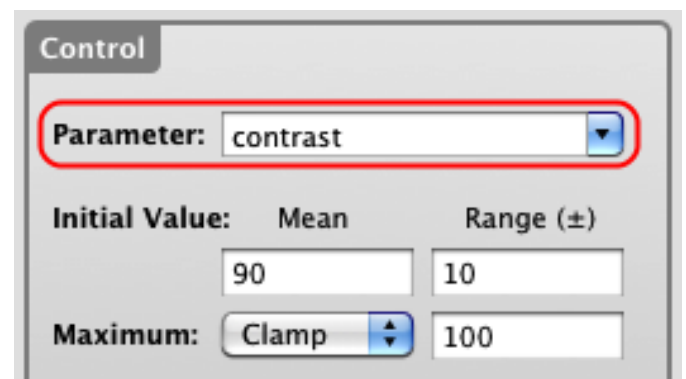 Control
Parameter: contrast
Initial Value: Mean Range (±)
90 10
Maximum: Clamp 100